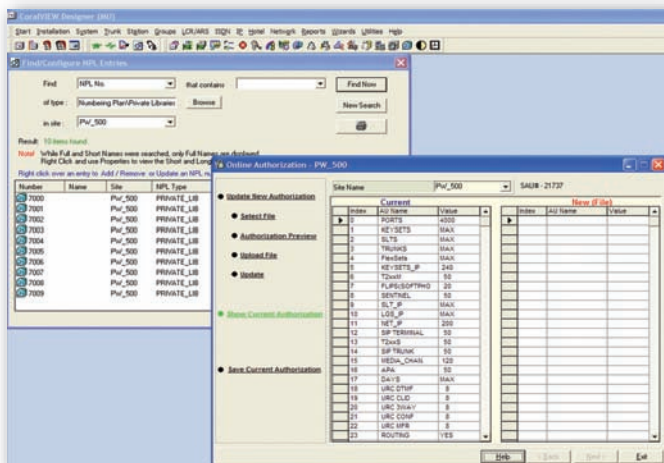 CoralVIEW Designer (MU)
Start Installation System Trunk Station Groups LCR/ARS ISDN IP Hotel Network Reports Wizards Utilities Help
Find/Configure NPL Entries
Find NPL No. that contains Find Now
of type: Numbering Plan\Private Libraries Browse New Search
in site: PW_500
Result: 10 items found
Note! While Full and Short Names were searched, only Full Names are displayed.
Right Click and use Properties to view the Short and Long
Right click over an entry to Add / Remove or Update an NPL
Number Name Site NPL Type
7000 PW_500 PRIVATE_LIB
7001 PW_500 PRIVATE_LIB
7002 PW_500 PRIVATE_LIB
7003 PW_500 PRIVATE_LIB
7004 PW_500 PRIVATE_LIB
7005 PW_500 PRIVATE_LIB
7006 PW_500 PRIVATE_LIB
7007 PW_500 PRIVATE_LIB
7008 PW_500 PRIVATE_LIB
7009 PW_500 PRIVATE_LIB
Online Authorization - PW_500
Update New Authorization
Select File
Authorization Preview
Upload File
Update
Show Current Authorization
Save Current Authorization
Site Name PW_500 SAU# - 21737
Current
Index AU Name Value
0 PORTS 4000
1 KEYSETS MAX
2 SLTS MAX
3 TRUNKS MAX
4 FlexSets MAX
5 KEYSETS_IP 240
6 T2xxM 50
7 FLIPS(SOFTPHO 20
8 SENTINEL 50
9 SLT_IP MAX
10 LGS_IP MAX
11 NET_IP 200
12 SIP TERMINAL 50
13 T2xxS 50
14 SIP TRUNK 50
15 MEDIA_CHAN 120
16 APA 50
17 DAYS MAX
18 URC DTMF 8
19 URC CLID 8
20 URC 3WAY 8
21 URC CONF 8
22 URC MFR 8
23 ROUTING YES
New (File)
Index AU Name Value
Help < Back Next > Exit